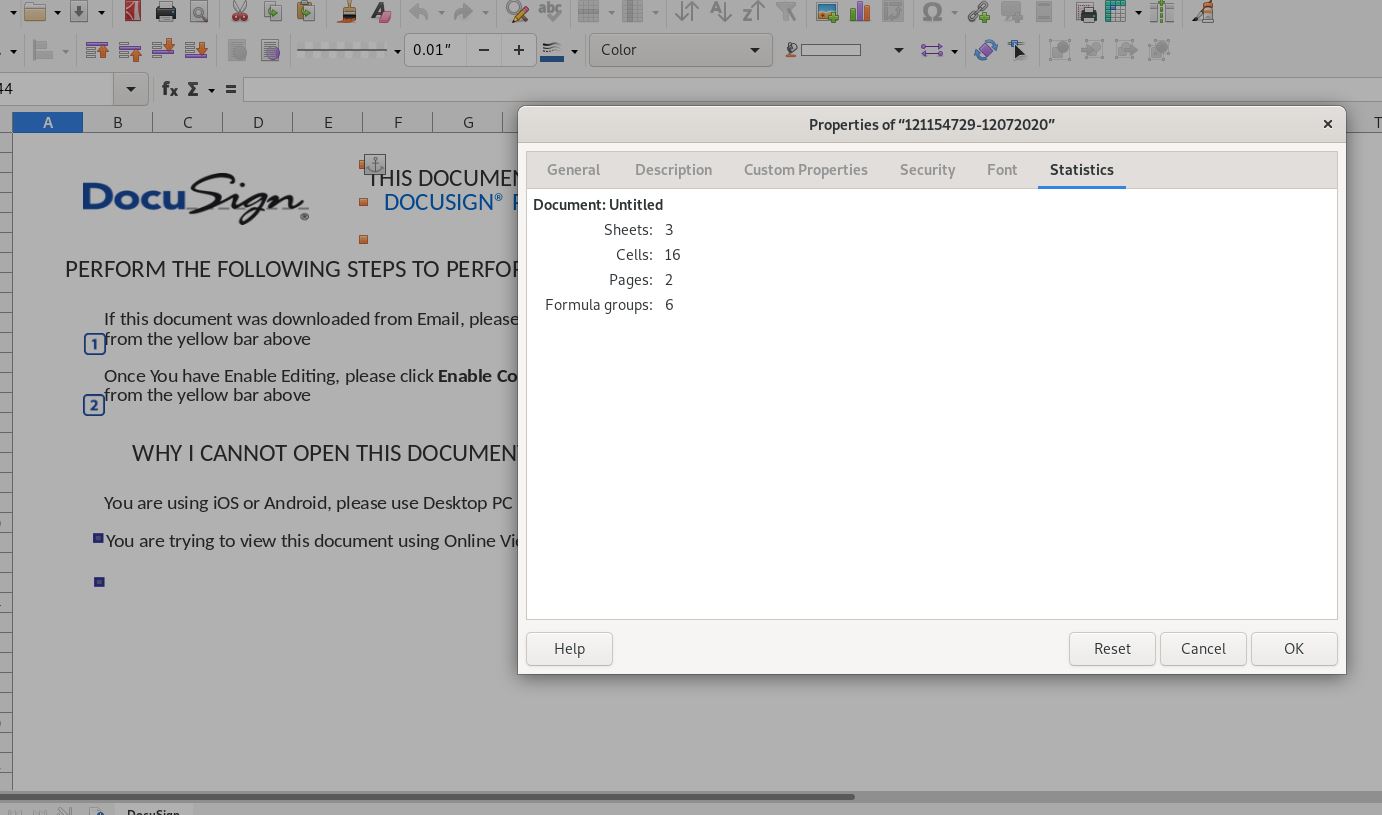 0.01″
Color
44
fx Σ =
A B C D E F G
Properties of “121154729-12072020”
General Description Custom Properties Security Font Statistics
Document: Untitled
Sheets: 3
Cells: 16
Pages: 2
Formula groups: 6
Help Reset Cancel OK
DocuSign®
THIS DOCUMEN
DOCUSIGN®
PERFORM THE FOLLOWING STEPS TO PERFOR
If this document was downloaded from Email, please
1 from the yellow bar above
Once You have Enable Editing, please click Enable Co
from the yellow bar above
2
WHY I CANNOT OPEN THIS DOCUMENT
You are using iOS or Android, please use Desktop PC
You are trying to view this document using Online Vie
DocuSign